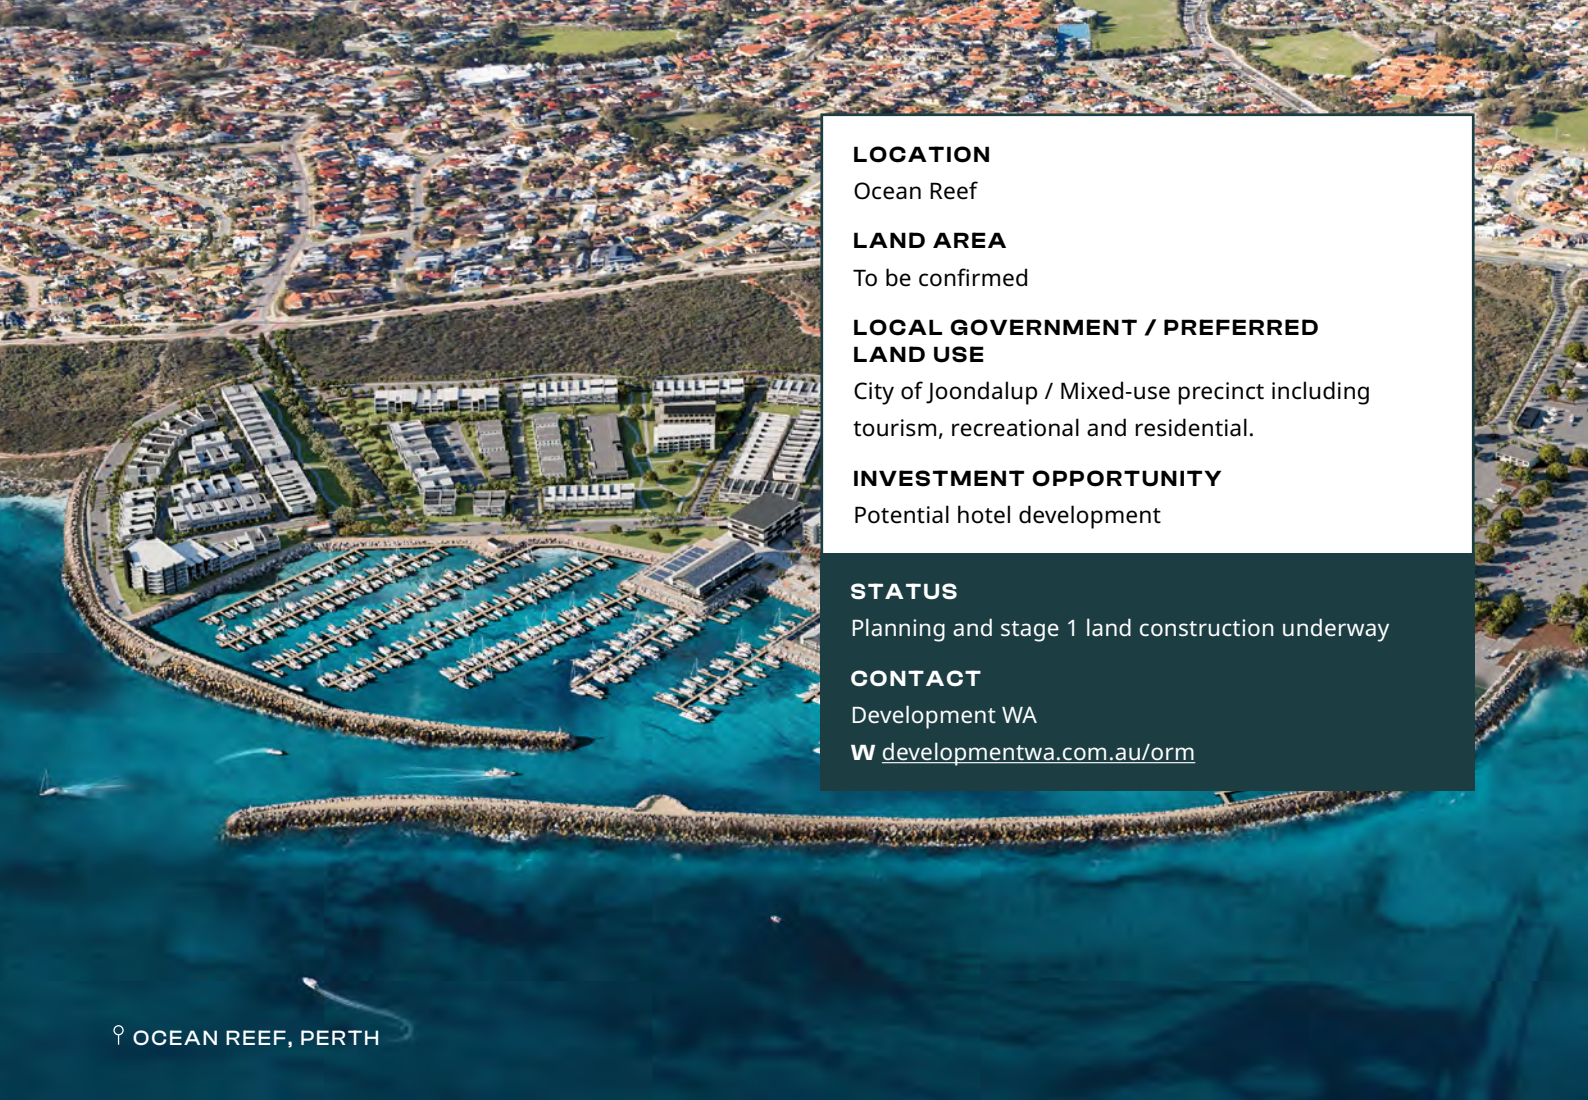 LOCATION
Ocean Reef
LAND AREA
To be confirmed
LOCAL GOVERNMENT / PREFERRED
LAND USE
City of Joondalup / Mixed-use precinct including
tourism, recreational and residential.
INVESTMENT OPPORTUNITY
Potential hotel development
STATUS
Planning and stage 1 land construction underway
CONTACT
Development WA
W developmentwa.com.au/orm
OCEAN REEF, PERTH